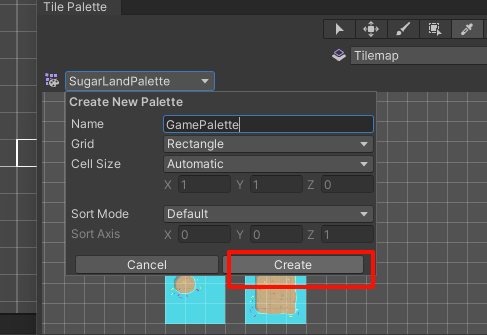 Tile Palette
Tilemap
SugarLandPalette
Create New Palette
Name GamePalette
Grid Rectangle
Cell Size Automatic
X 1 Y 1 Z 0
Sort Mode Default
Sort Axis X 0 Y 0 Z 1
Cancel Create